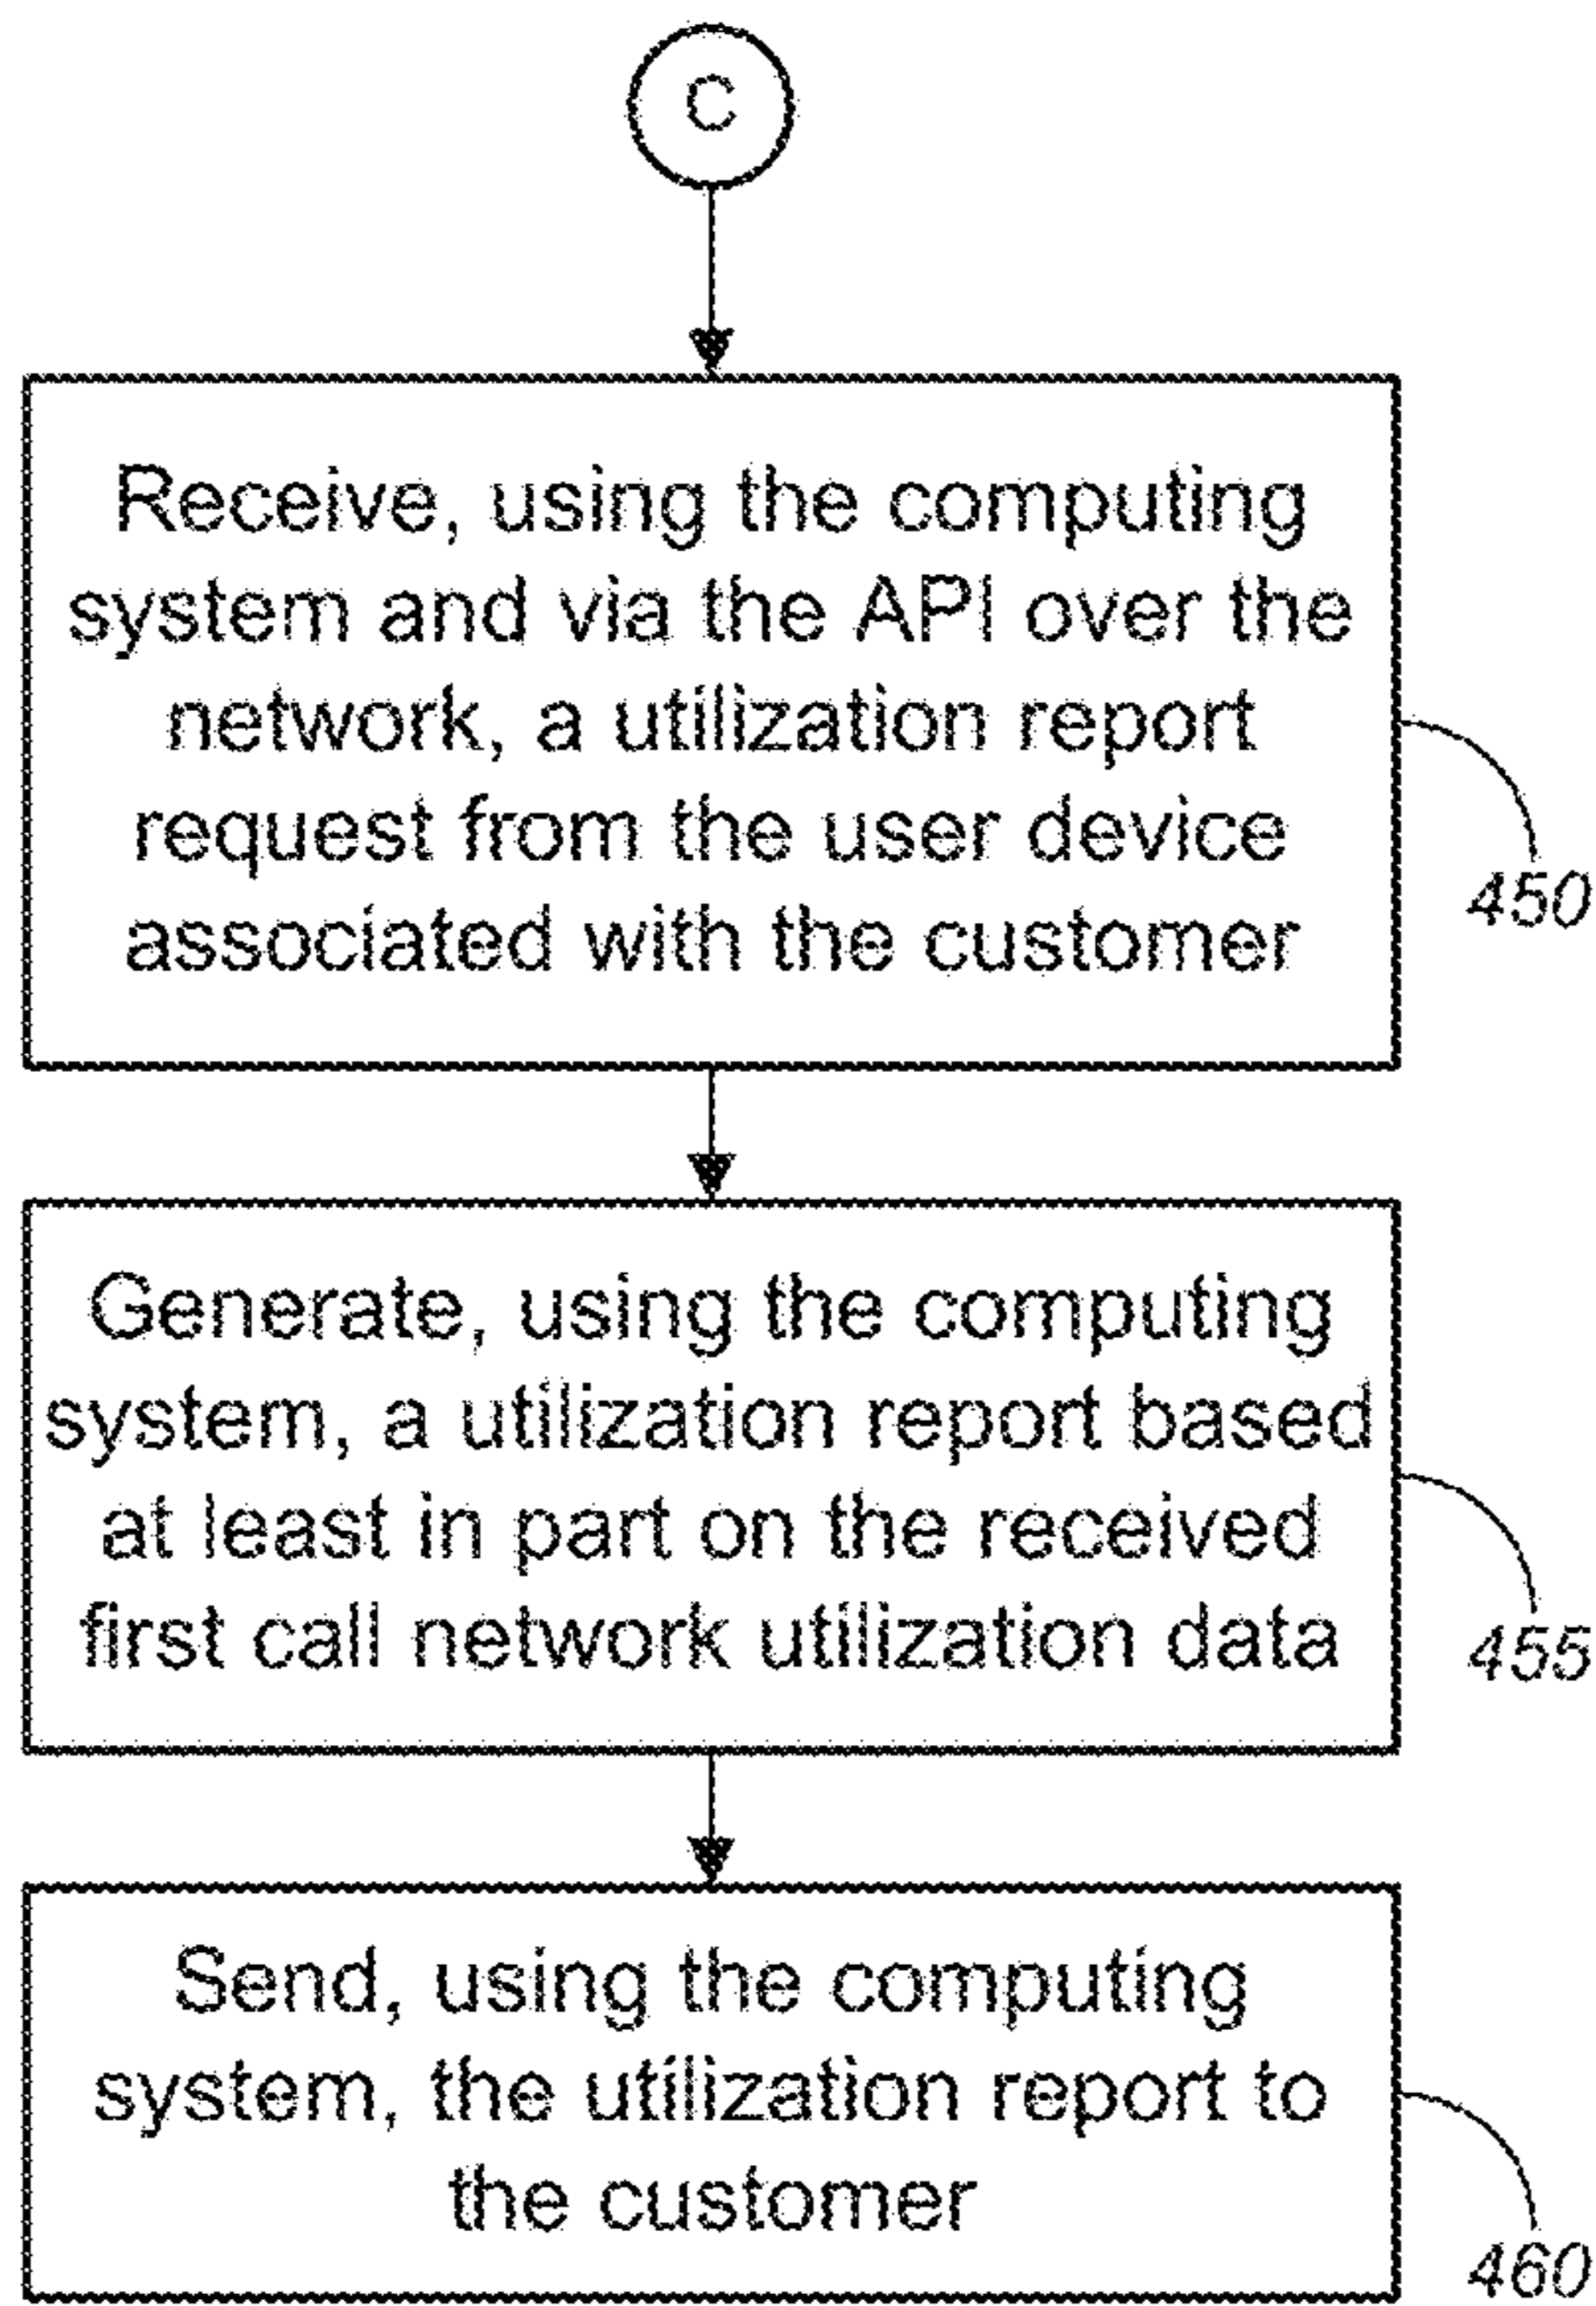 C
Receive, using the computing
system and via the API over the
network, a utilization report
request from the user device
associated with the customer
450
Generate, using the computing
system, a utilization report based
at least in part on the received
first call network utilization data
455
Send, using the computing
system, the utilization report to
the customer
460